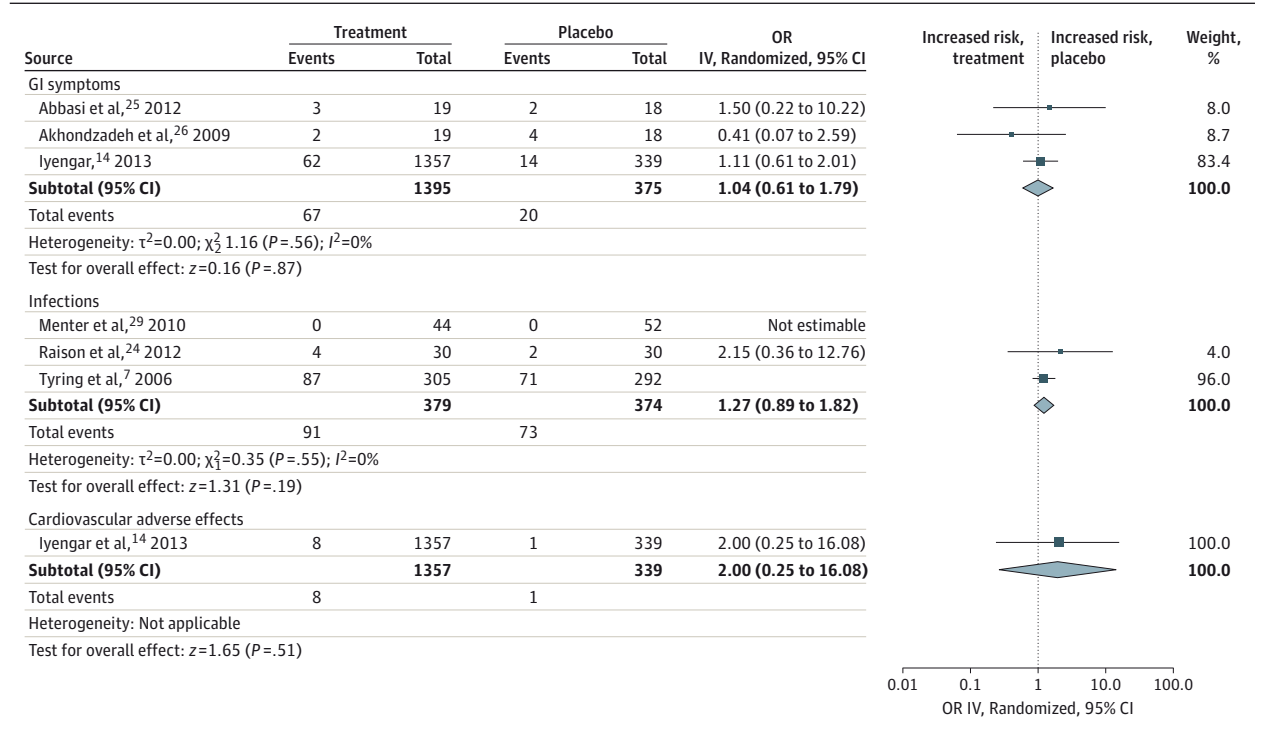 Treatment Placebo OR Increased risk, Increased risk, Weight,
Source Events Total Events Total IV, Randomized, 95% CI treatment placebo %
GI symptoms
Abbasi et al,25 2012 3 19 2 18 1.50 (0.22 to 10.22) 8.0
Akhondzadeh et al,26 2009 2 19 4 18 0.41 (0.07 to 2.59) 8.7
Iyengar,14 2013 62 1357 14 339 1.11 (0.61 to 2.01) 83.4
Subtotal (95% CI) 1395 375 1.04 (0.61 to 1.79) 100.0
Total events 67 20
Heterogeneity: τ2=0.00; χ22 1.16 (P=.56); I2=0%
Test for overall effect: z=0.16 (P=.87)
Infections
Menter et al,29 2010 0 44 0 52 Not estimable
Raison et al,24 2012 4 30 2 30 2.15 (0.36 to 12.76) 4.0
Tyring et al,7 2006 87 305 71 292 96.0
Subtotal (95% CI) 379 374 1.27 (0.89 to 1.82) 100.0
Total events 91 73
Heterogeneity: τ2=0.00; χ21=0.35 (P=.55); I2=0%
Test for overall effect: z=1.31 (P=.19)
Cardiovascular adverse effects
Iyengar et al,14 2013 8 1357 1 339 2.00 (0.25 to 16.08) 100.0
Subtotal (95% CI) 1357 339 2.00 (0.25 to 16.08) 100.0
Total events 8 1
Heterogeneity: Not applicable
Test for overall effect: z=1.65 (P=.51)
0.01 0.1 1 10.0 100.0
OR IV, Randomized, 95% CI